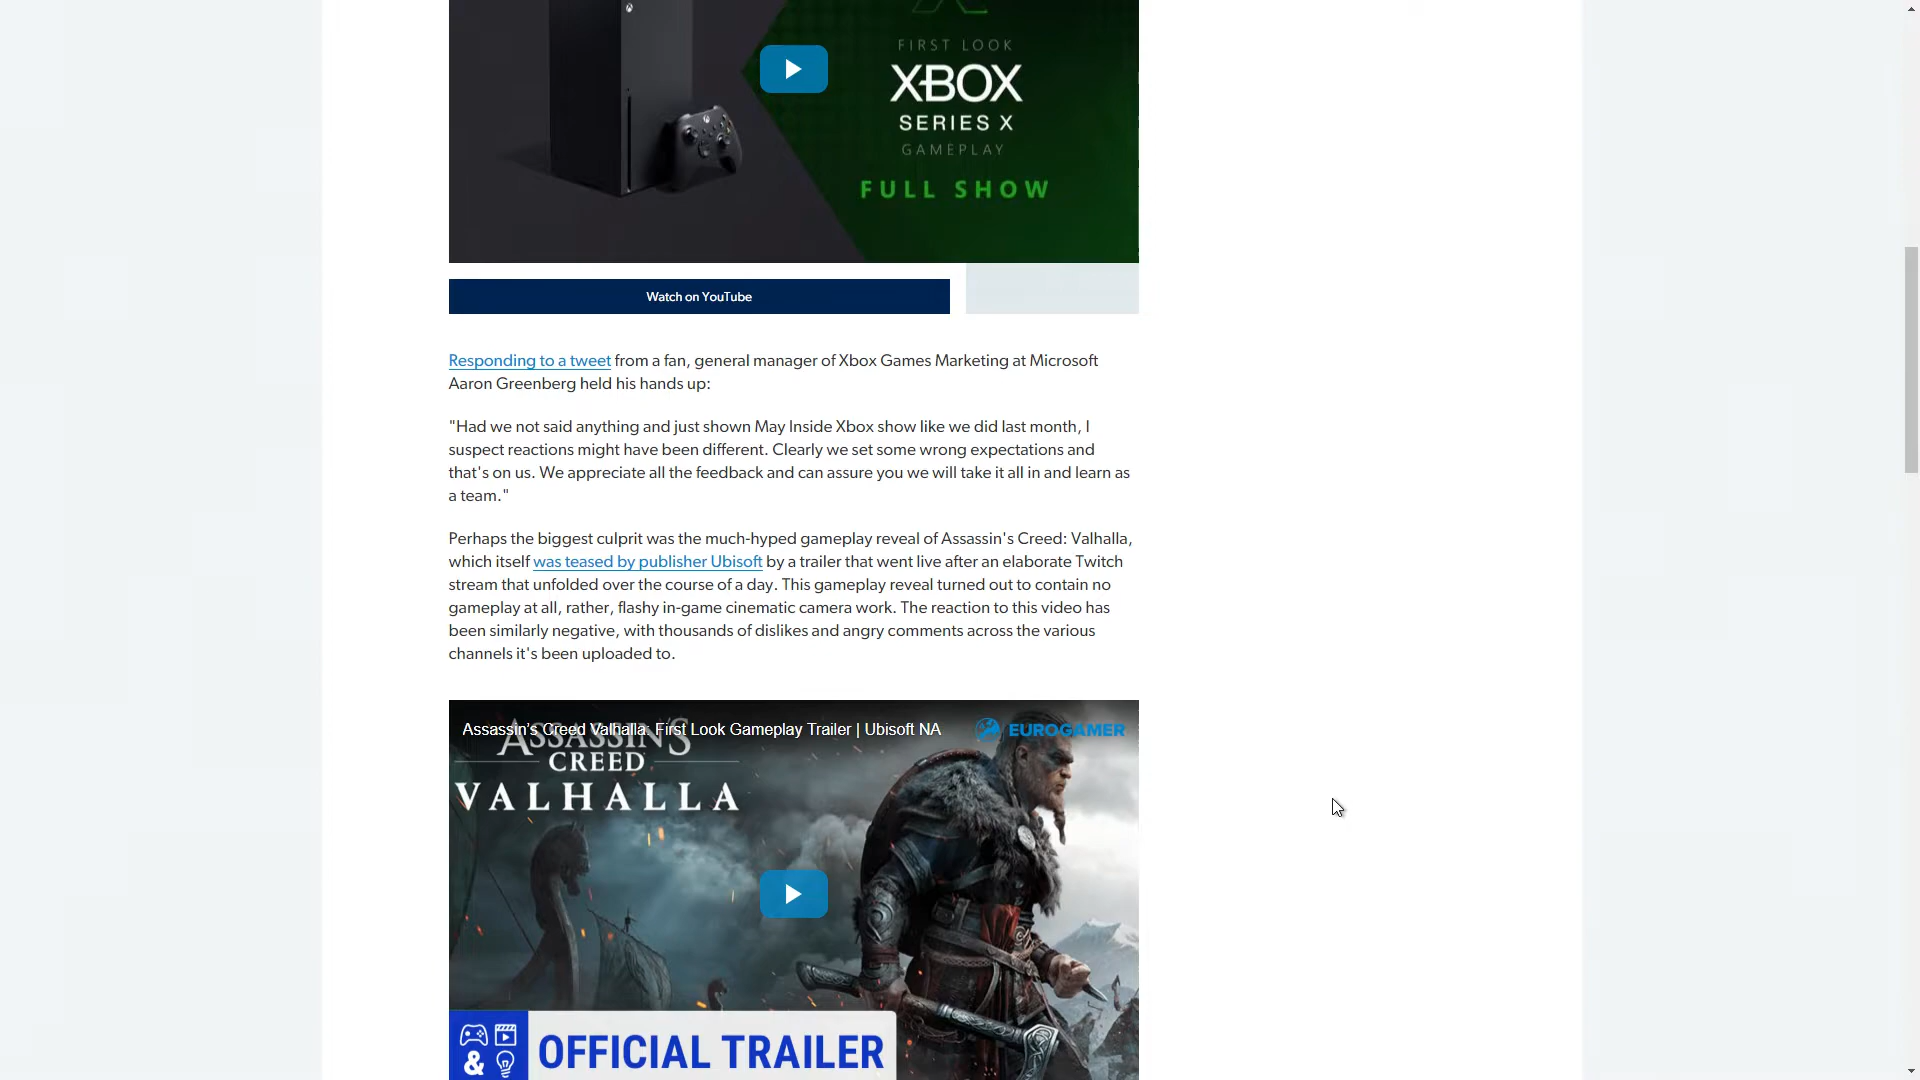 FIRST LOOK
XBOX
SERIES X
GAMEPLAY
FULL SHOW
Watch on YouTube
Responding to a tweet from a fan, general manager of Xbox Games Marketing at Microsoft
Aaron Greenberg held his hands up:
"Had we not said anything and just shown May Inside Xbox show like we did last month, I
suspect reactions might have been different. Clearly we set some wrong expectations and
that's on us. We appreciate all the feedback and can assure you we will take it all in and learn as
a team."
Perhaps the biggest culprit was the much-hyped gameplay reveal of Assassin's Creed: Valhalla,
which itself was teased by publisher Ubisoft by a trailer that went live after an elaborate Twitch
stream that unfolded over the course of a day. This gameplay reveal turned out to contain no
gameplay at all, rather, flashy in-game cinematic camera work. The reaction to this video has
been similarly negative, with thousands of dislikes and angry comments across the various
channels it's been uploaded to.
Assassin's Creed Valhalla: First Look Gameplay Trailer | Ubisoft NA
EUROGAMER
ASSASSIN'S
CREED
VALHALLA
&
OFFICIAL TRAILER